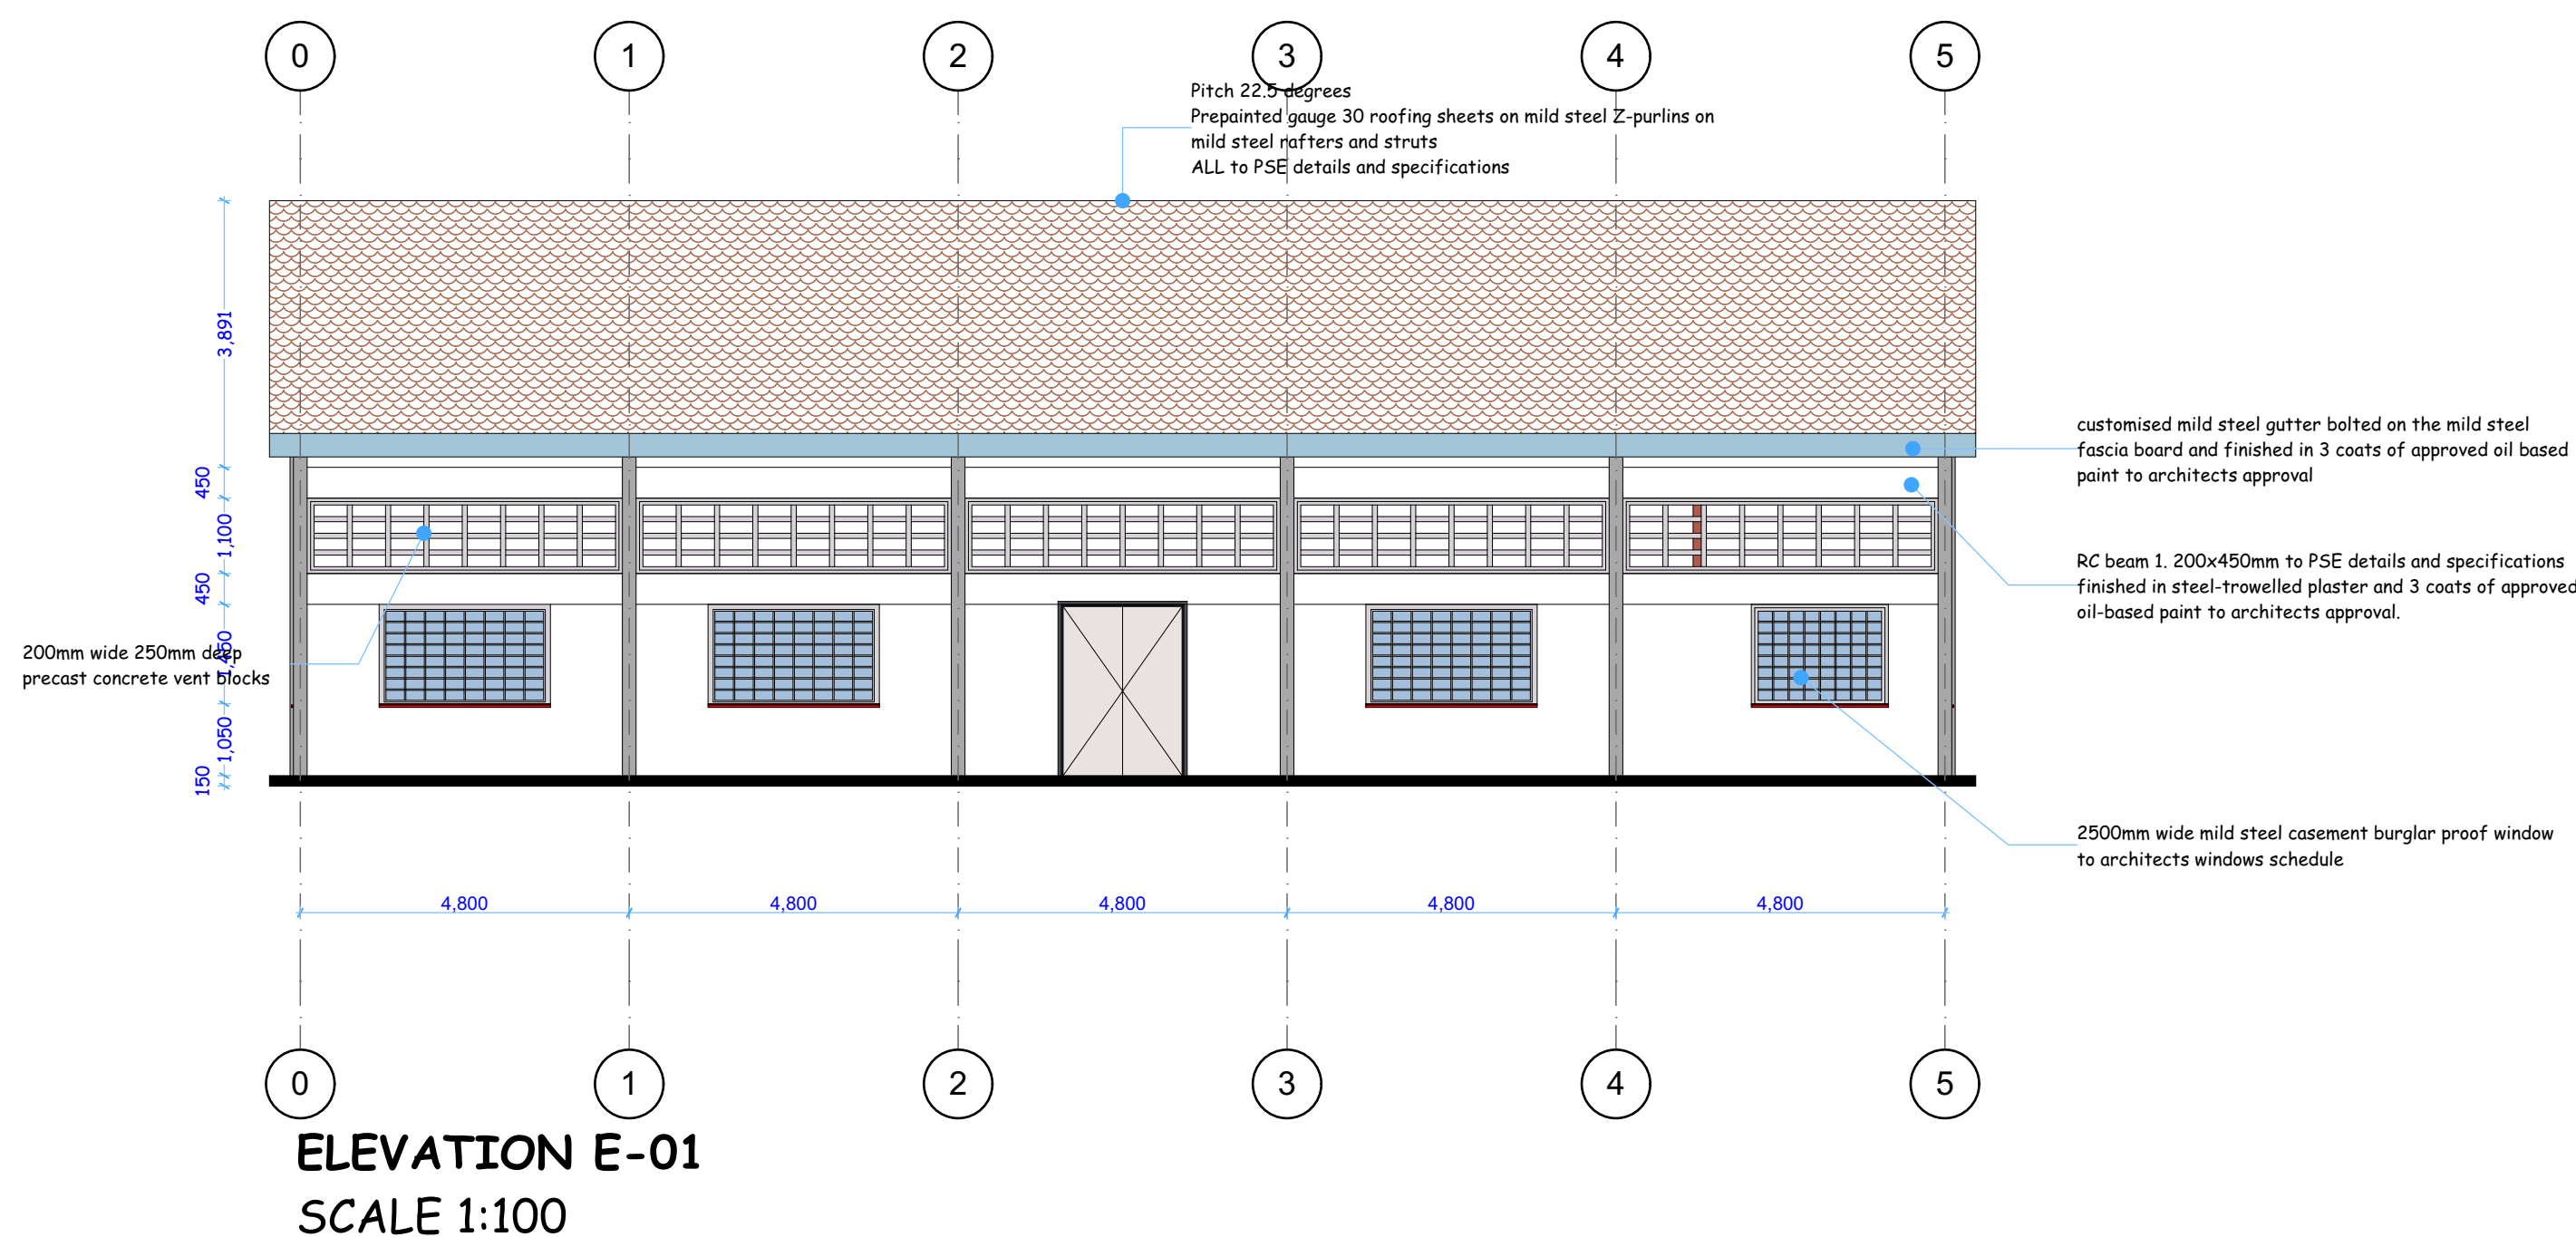 0 1 2 3 4 5
Pitch 22.5 degrees
Prepainted gauge 30 roofing sheets on mild steel Z-purlins on
mild steel rafters and struts
ALL to PSE details and specifications
3,891
450
1,100
450
1,450
1,050
150
customised mild steel gutter bolted on the mild steel
fascia board and finished in 3 coats of approved oil based
paint to architects approval
RC beam 1. 200x450mm to PSE details and specifications
finished in steel-trowelled plaster and 3 coats of approved
oil-based paint to architects approval.
200mm wide 250mm deep
precast concrete vent blocks
2500mm wide mild steel casement burglar proof window
to architects windows schedule
4,800 4,800 4,800 4,800 4,800
0 1 2 3 4 5
ELEVATION E-01
SCALE 1:100